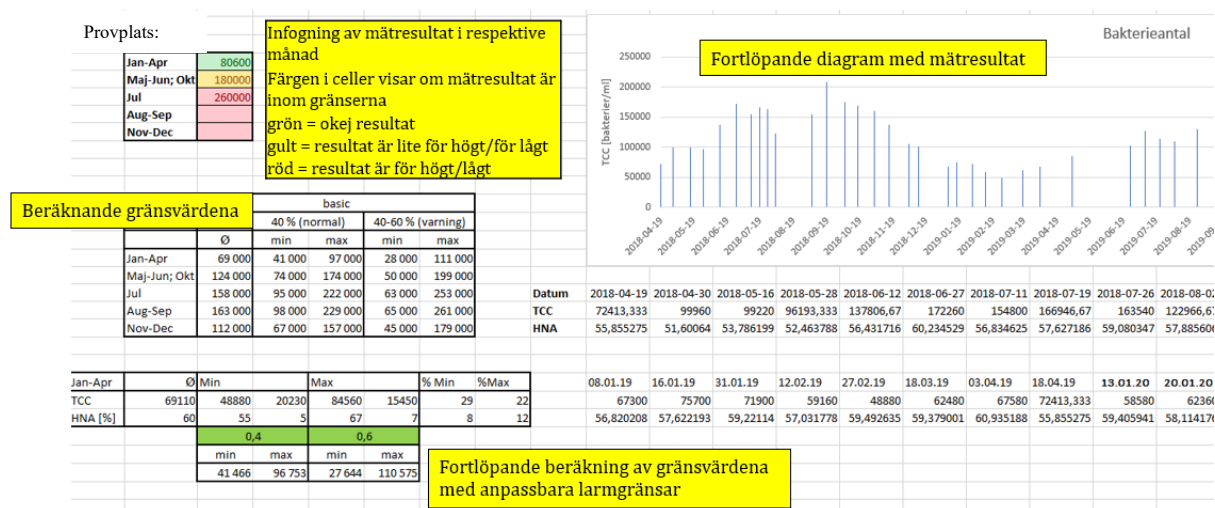 Provplats:
Jan-Apr 80600
Maj-Jun; Okt 180000
Jul 260000
Aug-Sep
Nov-Dec
Infogning av mätresultat i respektive
månad
Färgen i celler visar om mätresultat är
inom gränserna
grön = okej resultat
gult = resultat är lite för högt/för lågt
röd = resultat är för högt/lågt
Bakterieantal
Fortlöpande diagram med mätresultat
TCC [bakterier/ml]
250000
200000
150000
100000
50000
0
2018-04-19 2018-05-19 2018-06-19 2018-07-19 2018-08-19 2018-09-19 2018-10-19 2018-11-19 2018-12-19 2019-01-19 2019-02-19 2019-03-19 2019-04-19 2019-05-19 2019-06-19 2019-07-19 2019-08-19 2019-09
Beräknande gränsvärdena
basic
40 % (normal) 40-60 % (varning)
Ø min max min max
Jan-Apr 69 000 41 000 97 000 28 000 111 000
Maj-Jun; Okt 124 000 74 000 174 000 50 000 199 000
Jul 158 000 95 000 222 000 63 000 253 000
Aug-Sep 163 000 98 000 229 000 65 000 261 000
Nov-Dec 112 000 67 000 157 000 45 000 179 000
Datum 2018-04-19 2018-04-30 2018-05-16 2018-05-28 2018-06-12 2018-06-27 2018-07-11 2018-07-19 2018-07-26 2018-08-02
TCC 72413,333 99960 99220 96193,333 137806,67 172260 154800 166946,67 163540 122966,67
HNA 55,855275 51,60064 53,786199 52,463788 56,431716 60,234529 56,834625 57,627186 59,080347 57,885606
Jan-Apr Ø Min Max % Min %Max
TCC 69110 48880 20230 84560 15450 29 22
HNA [%] 60 55 5 67 7 8 12
0,4 0,6
min max min max
41 466 96 753 27 644 110 575
08.01.19 16.01.19 31.01.19 12.02.19 27.02.19 18.03.19 03.04.19 18.04.19 13.01.20 20.01.20
67300 75700 71900 59160 48880 62480 67580 72413,333 58580 62360
56,820208 57,622193 59,22114 57,031778 59,492635 59,379001 60,935188 55,855275 59,405941 58,114176
Fortlöpande beräkning av gränsvärdena
med anpassbara larmgränsar